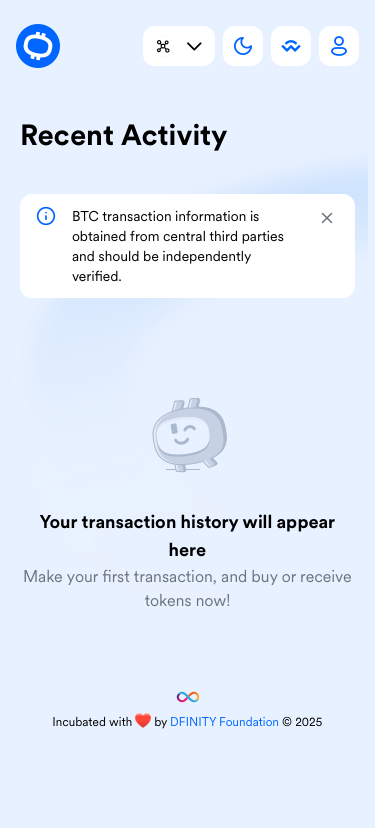 Recent Activity
BTC transaction information is
obtained from central third parties
and should be independently
verified.
Your transaction history will appear
here
Make your first transaction, and buy or receive
tokens now!
Incubated with ❤️ by DFINITY Foundation © 2025